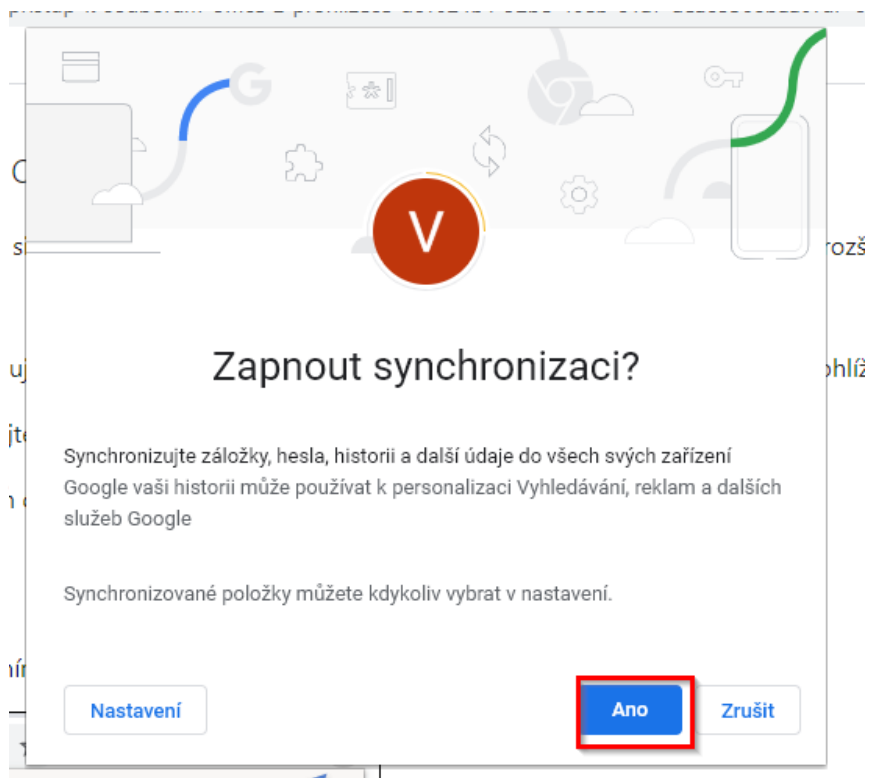 V
rozš
Zapnout synchronizaci?
Synchronizujte záložky, hesla, historii a další údaje do všech svých zařízení
Google vaši historii může používat k personalizaci Vyhledávání, reklam a dalších
služeb Google
Synchronizované položky můžete kdykoliv vybrat v nastavení.
Nastavení
Ano
Zrušit